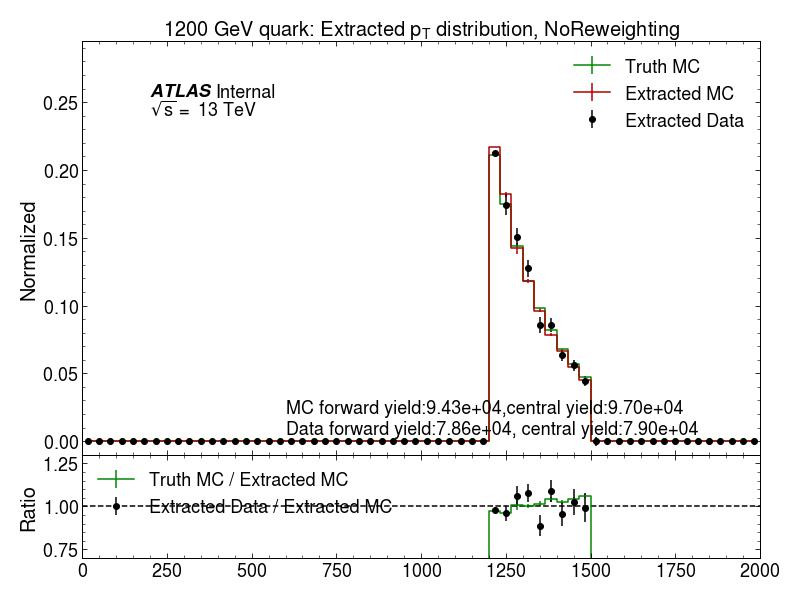 1200 GeV quark: Extracted pT distribution, NoReweighting
ATLAS Internal
√s = 13 TeV
Truth MC
Extracted MC
Extracted Data
Normalized
0.25
0.20
0.15
0.10
0.05
0.00
MC forward yield:9.43e+04,central yield:9.70e+04
Data forward yield:7.86e+04, central yield:7.90e+04
Ratio
1.25
1.00
0.75
Truth MC / Extracted MC
Extracted Data / Extracted MC
0 250 500 750 1000 1250 1500 1750 2000